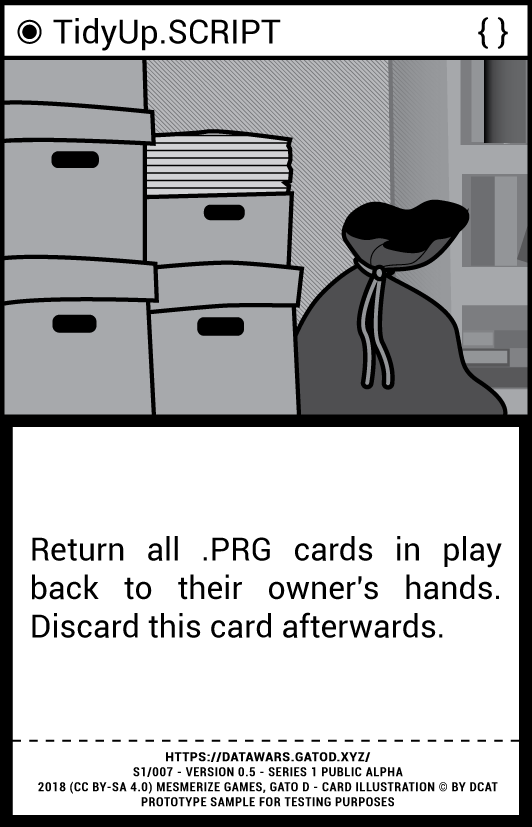 TidyUp.SCRIPT { }
Return all .PRG cards in play
back to their owner's hands.
Discard this card afterwards.
HTTPS://DATAWARS.GATOD.XYZ/
S1/007 - VERSION 0.5 - SERIES 1 PUBLIC ALPHA
2018 (CC BY-SA 4.0) MESMERIZE GAMES, GATO D - CARD ILLUSTRATION © BY DCAT
PROTOTYPE SAMPLE FOR TESTING PURPOSES